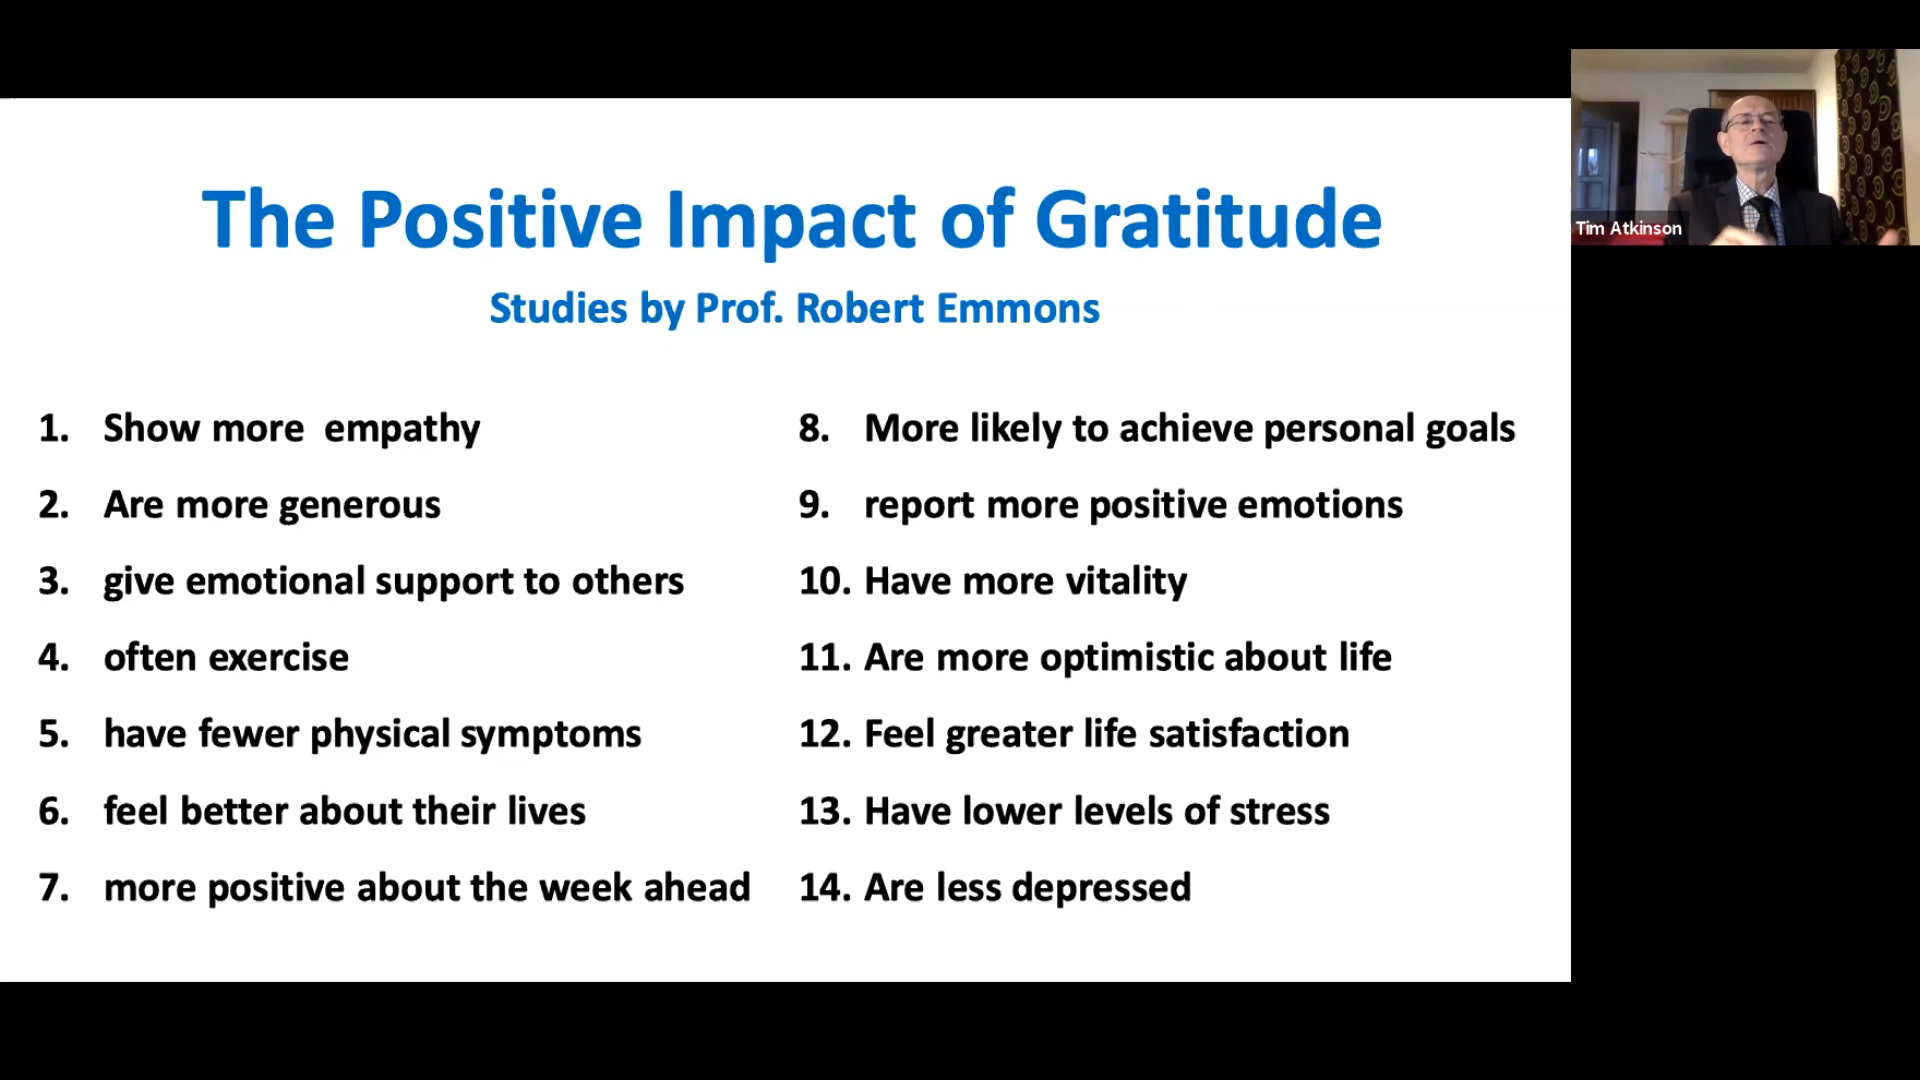 The Positive Impact of Gratitude
Studies by Prof. Robert Emmons
1. Show more empathy
2. Are more generous
3. give emotional support to others
4. often exercise
5. have fewer physical symptoms
6. feel better about their lives
7. more positive about the week ahead
8. More likely to achieve personal goals
9. report more positive emotions
10. Have more vitality
11. Are more optimistic about life
12. Feel greater life satisfaction
13. Have lower levels of stress
14. Are less depressed
Tim Atkinson